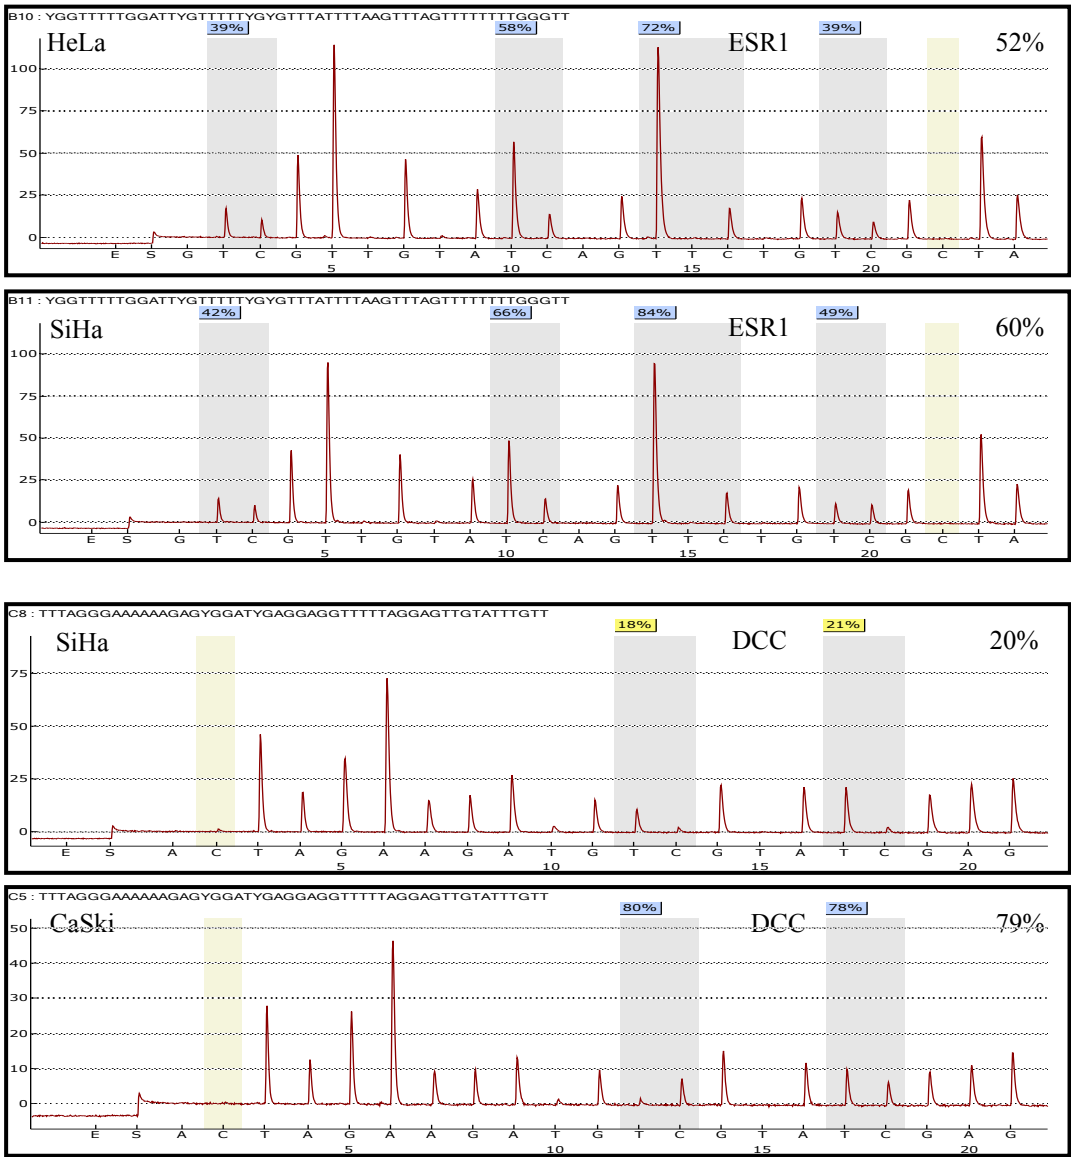 B10 : YGGTTTTTGGATTYGTTTTTYGYGTTTATTTTAAGTTTAGTTTTTTTTGGGTT
39% 58% 72% 39%
HeLa ESR1 52%
100
75
50
25
0
E S G T C G T T G T A T C A G T T C T G T C G C T A
5 10 15 20
B11 : YGGTTTTTGGATTYGTTTTTYGYGTTTATTTTAAGTTTAGTTTTTTTTGGGTT
42% 66% 84% 49%
SiHa ESR1 60%
100
75
50
25
0
E S G T C G T T G T A T C A G T T C T G T C G C T A
5 10 15 20
C8 : TTTAGGGAAAAAAGAGYGGATYGAGGAGGTTTTTAGGAGTTGTATTTGTT
18% 21%
SiHa DCC 20%
75
50
25
0
E S A C T A G A A G A T G T C G T A T C G A G
5 10 15 20
C5 : TTTAGGGAAAAAAGAGYGGATYGAGGAGGTTTTTAGGAGTTGTATTTGTT
80% 78%
CaSki DCC 79%
50
40
30
20
10
0
E S A C T A G A A G A T G T C G T A T C G A G
5 10 15 20